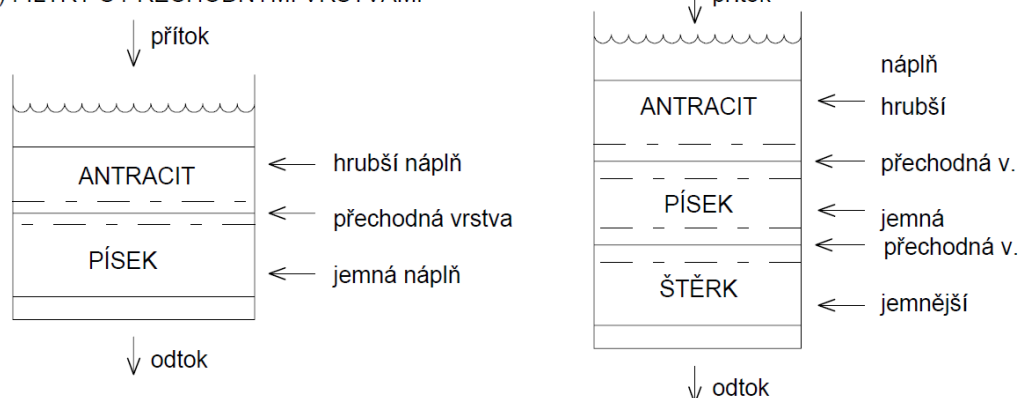 přítok
ANTRACIT
hrubší náplň
přechodná vrstva
PÍSEK
jemná náplň
odtok
náplň
ANTRACIT
hrubší
přechodná v.
PÍSEK
jemná
přechodná v.
ŠTĚRK
jemnější
odtok